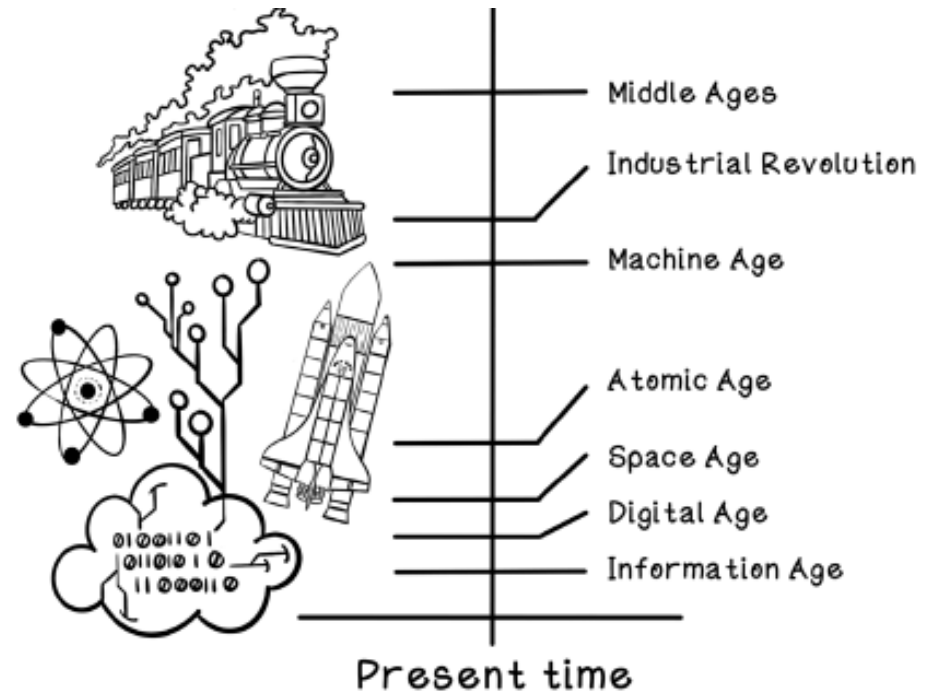 Middle Ages
Industrial Revolution
Machine Age
Atomic Age
Space Age
Digital Age
Information Age
Present time